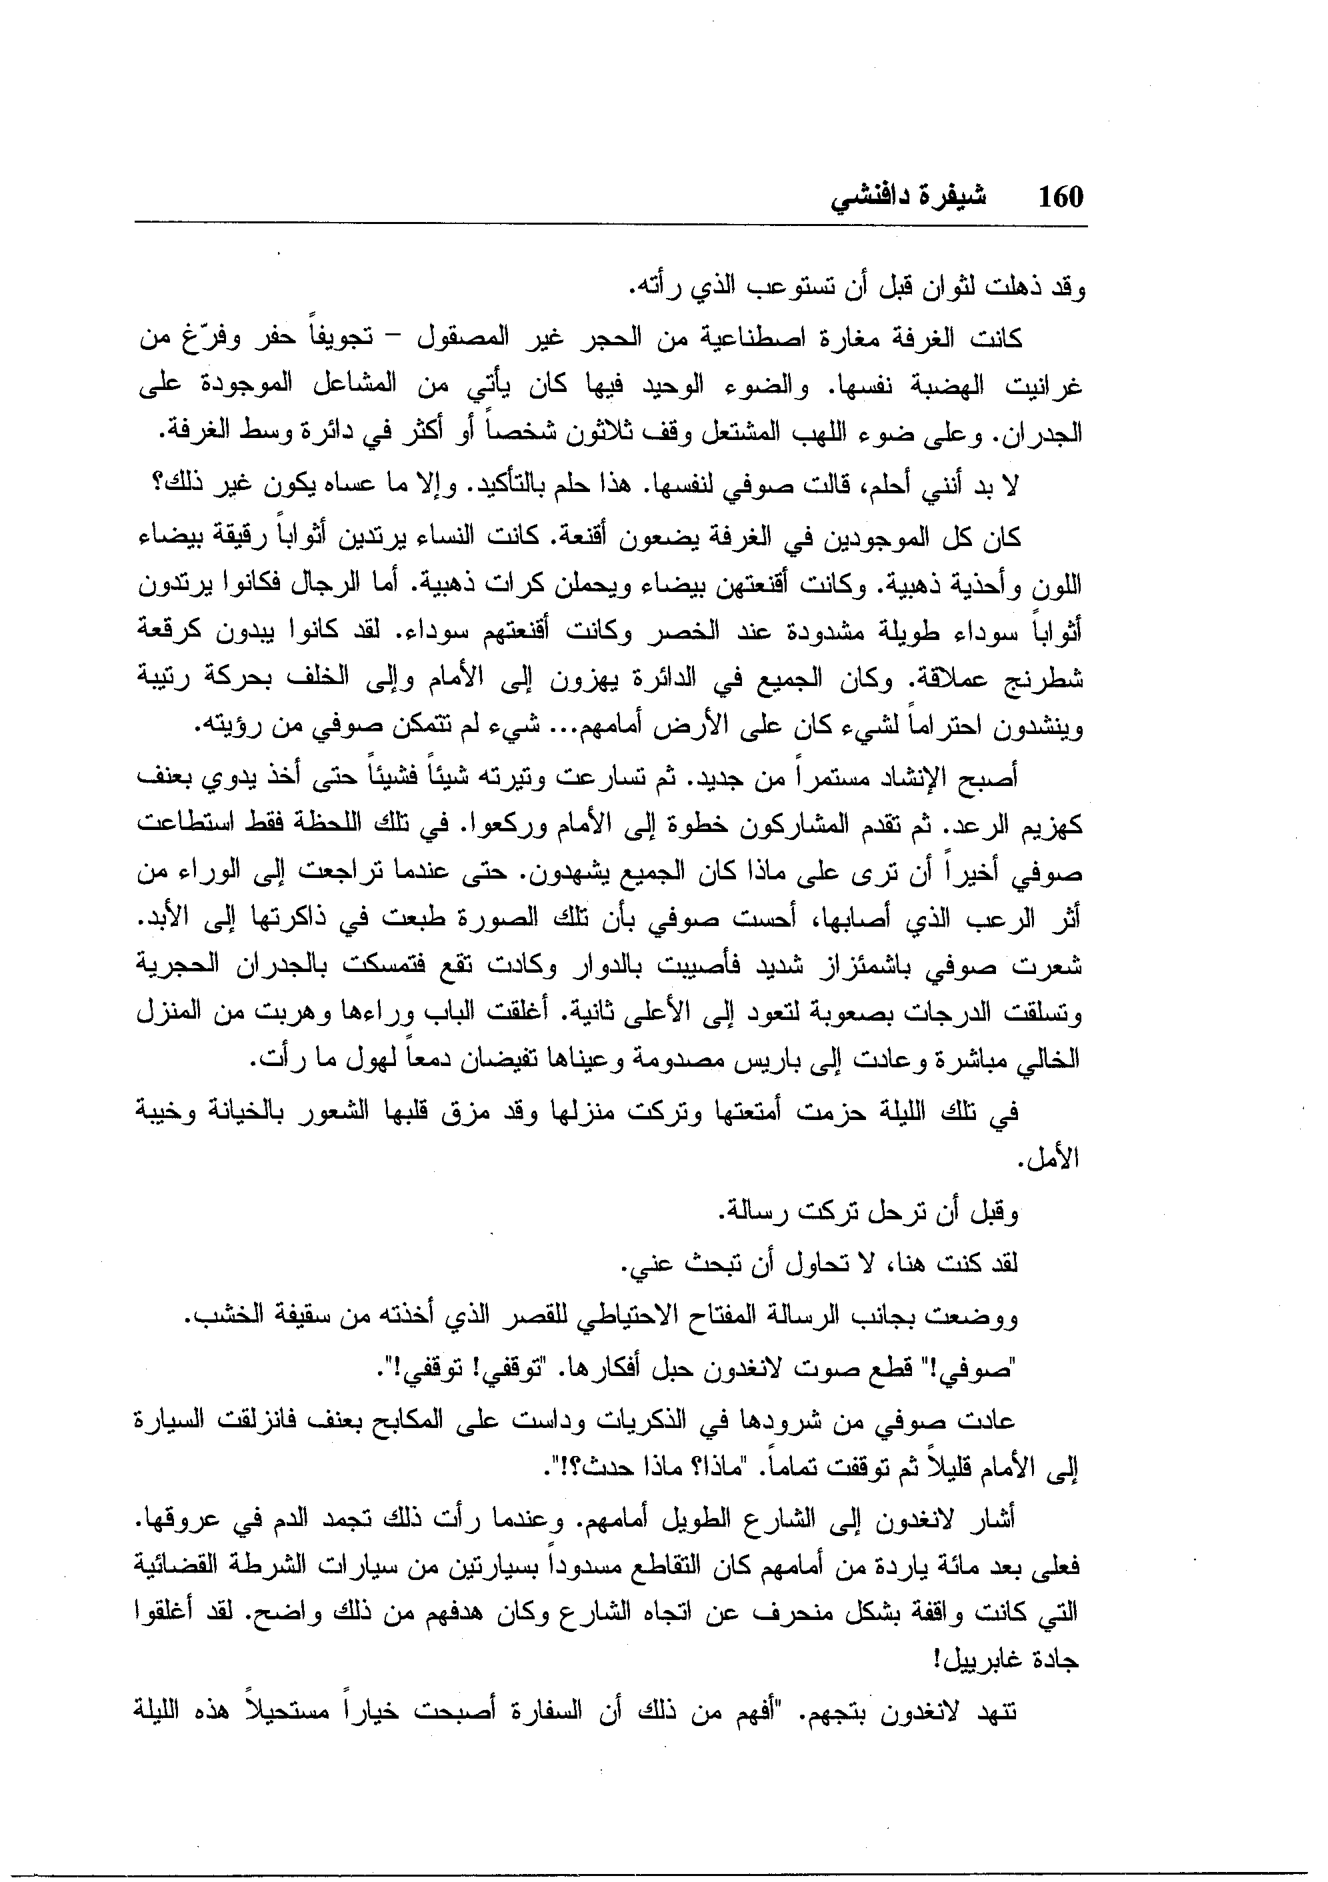 160 شيفرة دافنشي
وقد ذهلت لثوان قبل أن تستوعب الذي رأته.
كانت الغرفة مغارة اصطناعية من الحجر غير المصقول – تجويفاً حفر وفرّغ من
غرانيت الهضبة نفسها. والضوء الوحيد فيها كان يأتي من المشاعل الموجودة على
الجدران. وعلى ضوء اللهب المشتعل وقف ثلاثون شخصاً أو أكثر في دائرة وسط الغرفة.
لا بد أنني أحلم، قالت صوفي لنفسها. هذا حلم بالتأكيد. وإلا ما عساه يكون غير ذلك؟
كان كل الموجودين في الغرفة يضعون أقنعة. كانت النساء يرتدين أثواباً رقيقة بيضاء
اللون وأحذية ذهبية. وكانت أقنعتهن بيضاء ويحملن كرات ذهبية. أما الرجال فكانوا يرتدون
أثواباً سوداء طويلة مشدودة عند الخصر وكانت أقنعتهم سوداء. لقد كانوا يبدون كرقعة
شطرنج عملاقة. وكان الجميع في الدائرة يهزون إلى الأمام وإلى الخلف بحركة رتيبة
وينشدون احتراماً لشيء كان على الأرض أمامهم... شيء لم تتمكن صوفي من رؤيته.
أصبح الإنشاد مستمراً من جديد. ثم تسارعت وتيرته شيئاً فشيئاً حتى أخذ يدوي بعنف
كهزيم الرعد. ثم تقدم المشاركون خطوة إلى الأمام وركعوا. في تلك اللحظة فقط استطاعت
صوفي أخيراً أن ترى على ماذا كان الجميع يشهدون. حتى عندما تراجعت إلى الوراء من
أثر الرعب الذي أصابها، أحست صوفي بأن تلك الصورة طبعت في ذاكرتها إلى الأبد.
شعرت صوفي باشمئزاز شديد فأصيبت بالدوار وكادت تقع فتمسكت بالجدران الحجرية
وتسلقت الدرجات بصعوبة لتعود إلى الأعلى ثانية. أغلقت الباب وراءها وهربت من المنزل
الخالي مباشرة وعادت إلى باريس مصدومة وعيناها تفيضان دمعاً لهول ما رأت.
في تلك الليلة حزمت أمتعتها وتركت منزلها وقد مزق قلبها الشعور بالخيانة وخيبة
الأمل.
وقبل أن ترحل تركت رسالة.
لقد كنت هنا، لا تحاول أن تبحث عني.
ووضعت بجانب الرسالة المفتاح الاحتياطي للقصر الذي أخذته من سقيفة الخشب.
"صوفي!" قطع صوت لانغدون حبل أفكارها. "توقفي! توقفي!".
عادت صوفي من شرودها في الذكريات وداست على المكابح بعنف فانزلقت السيارة
إلى الأمام قليلاً ثم توقفت تماماً. "ماذا؟ ماذا حدث؟!".
أشار لانغدون إلى الشارع الطويل أمامهم. وعندما رأت ذلك تجمد الدم في عروقها.
فعلى بعد مائة ياردة من أمامهم كان التقاطع مسدوداً بسيارتين من سيارات الشرطة القضائية
التي كانت واقفة بشكل منحرف عن اتجاه الشارع وكان هدفهم من ذلك واضح. لقد أغلقوا
جادة غابرييل!
تنهد لانغدون بتجهم. "أفهم من ذلك أن السفارة أصبحت خياراً مستحيلاً هذه الليلة